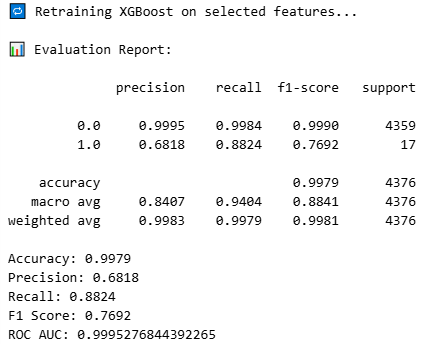 🔁 Retraining XGBoost on selected features...
📊 Evaluation Report:
precision recall f1-score support
0.0 0.9995 0.9984 0.9990 4359
1.0 0.6818 0.8824 0.7692 17
accuracy 0.9979 4376
macro avg 0.8407 0.9404 0.8841 4376
weighted avg 0.9983 0.9979 0.9981 4376
Accuracy: 0.9979
Precision: 0.6818
Recall: 0.8824
F1 Score: 0.7692
ROC AUC: 0.9995276844392265